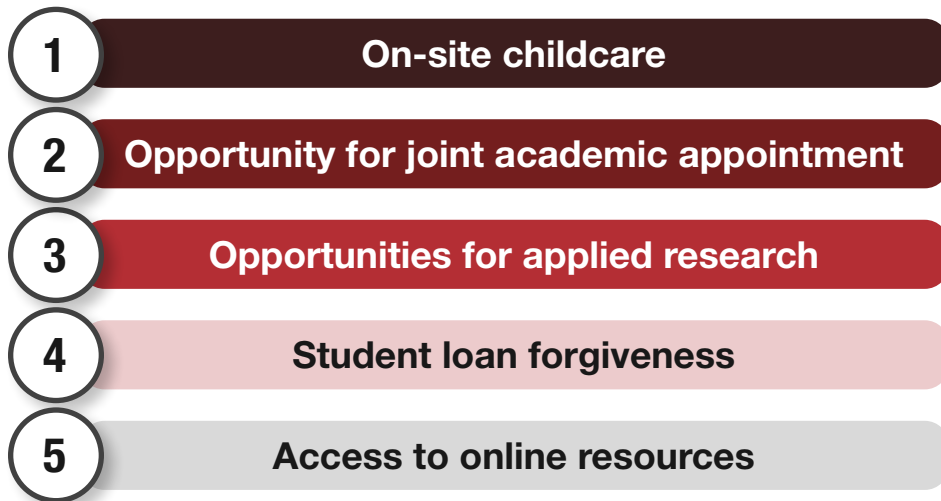 1 On-site childcare
2 Opportunity for joint academic appointment
3 Opportunities for applied research
4 Student loan forgiveness
5 Access to online resources